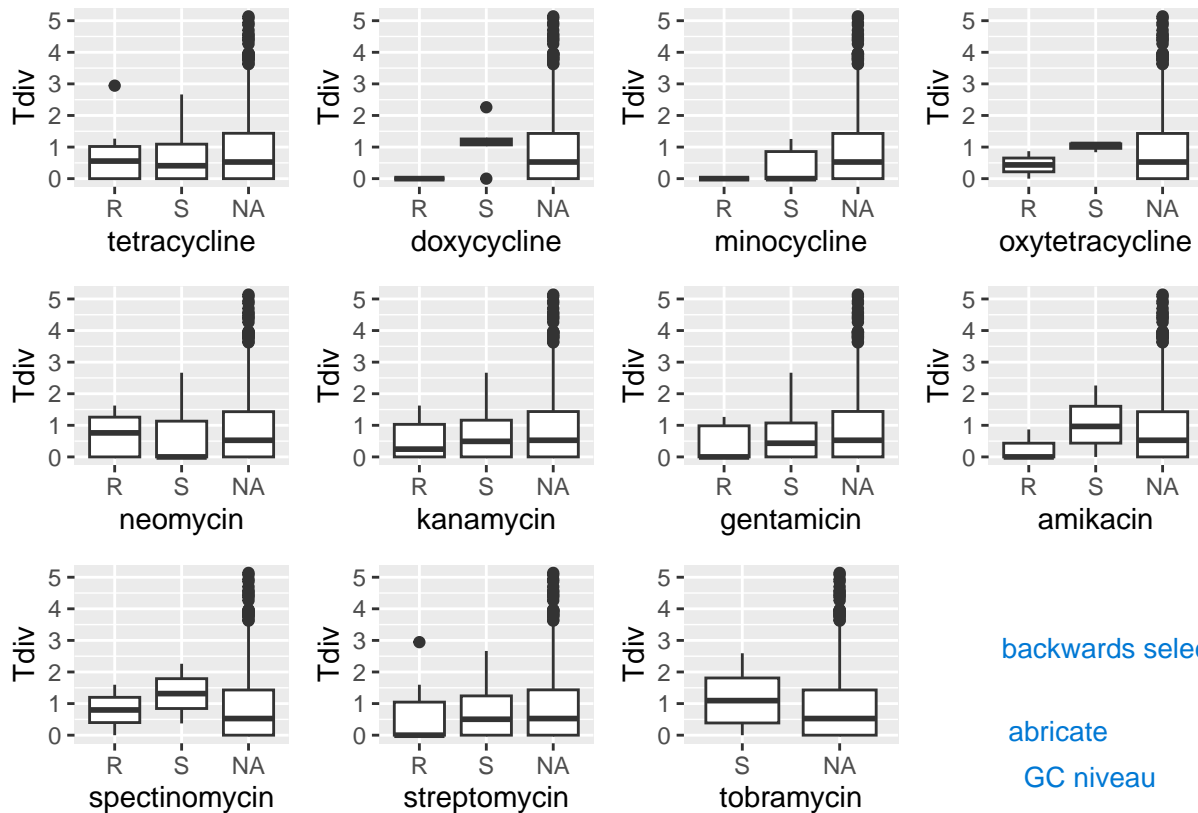 Tdiv 5 4 3 2 1 0 R S NA tetracycline
Tdiv 5 4 3 2 1 0 R S NA doxycycline
Tdiv 5 4 3 2 1 0 R S NA minocycline
Tdiv 5 4 3 2 1 0 R S NA oxytetracycline
Tdiv 5 4 3 2 1 0 R S NA neomycin
Tdiv 5 4 3 2 1 0 R S NA kanamycin
Tdiv 5 4 3 2 1 0 R S NA gentamicin
Tdiv 5 4 3 2 1 0 R S NA amikacin
Tdiv 5 4 3 2 1 0 R S NA spectinomycin
Tdiv 5 4 3 2 1 0 R S NA streptomycin
Tdiv 5 4 3 2 1 0 S NA tobramycin
backwards selec
abricate
GC niveau